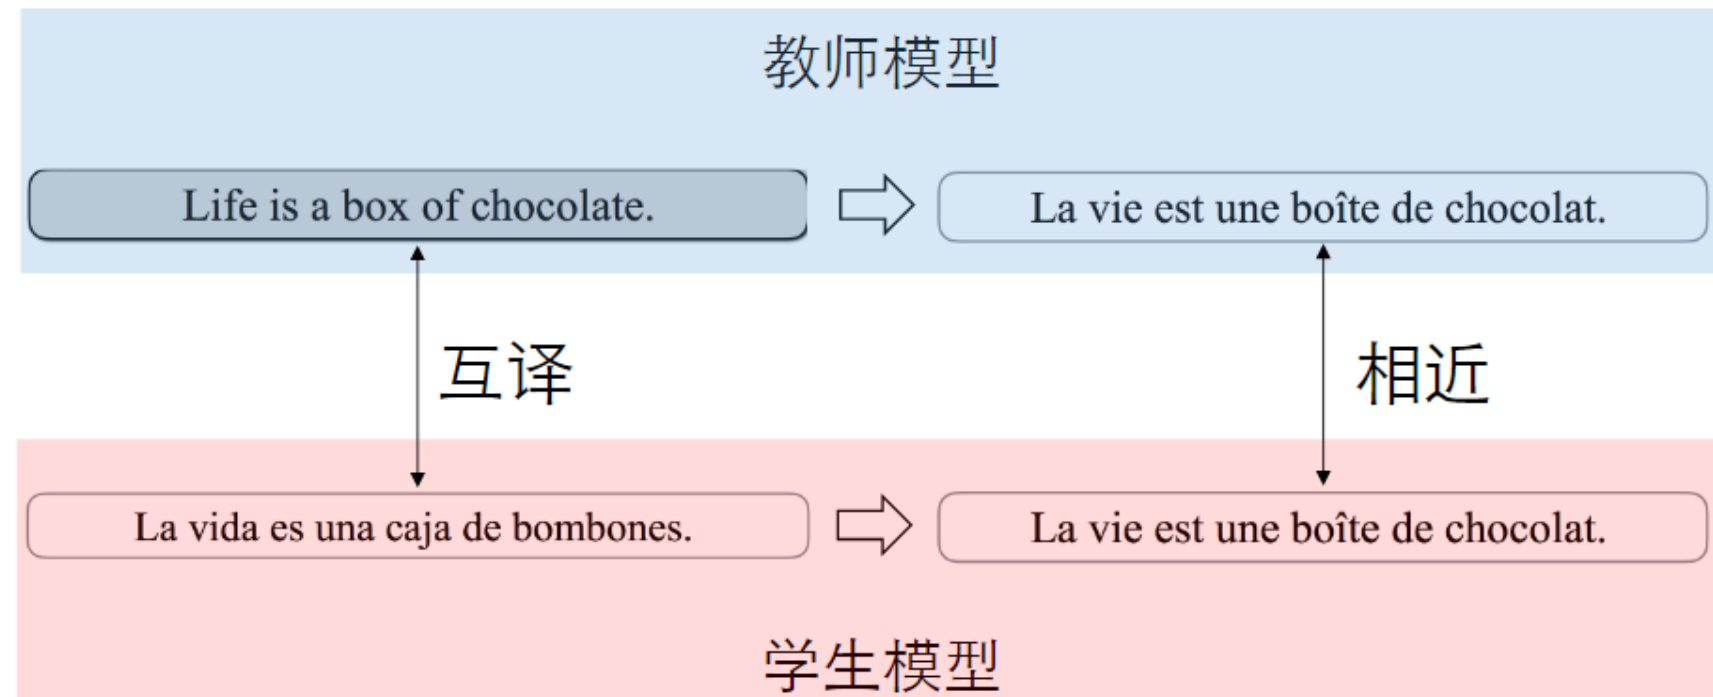 教师模型
Life is a box of chocolate.
La vie est une boîte de chocolat.
互译
相近
La vida es una caja de bombones.
La vie est une boîte de chocolat.
学生模型